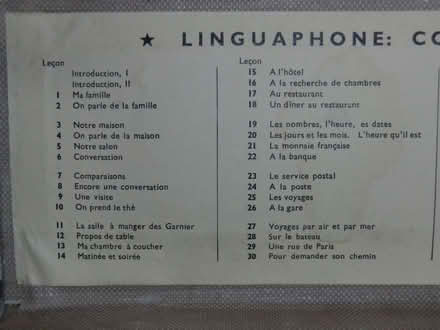 ★ LINGUAPHONE: CO
Leçon
Introduction, I
Introduction, II
1 Ma famille
2 On parle de la famille
3 Notre maison
4 On parle de la maison
5 Notre salon
6 Conversation
7 Comparaisons
8 Encore une conversation
9 Une visite
10 On prend le thé
11 La salle à manger des Garnier
12 Propos de table
13 Ma chambre à coucher
14 Matinée et soirée
Leçon
15 A l'hôtel
16 A la recherche de chambres
17 Au restaurant
18 Un dîner au restaurant
19 Les nombres, l'heure, es dates
20 Les jours et les mois. L'heure qu'il est
21 La monnaie française
22 A la banque
23 Le service postal
24 A la poste
25 Les voyages
26 A la gare
27 Voyages par air et par mer
28 Sur le bateau
29 Une rue de Paris
30 Pour demander son chemin